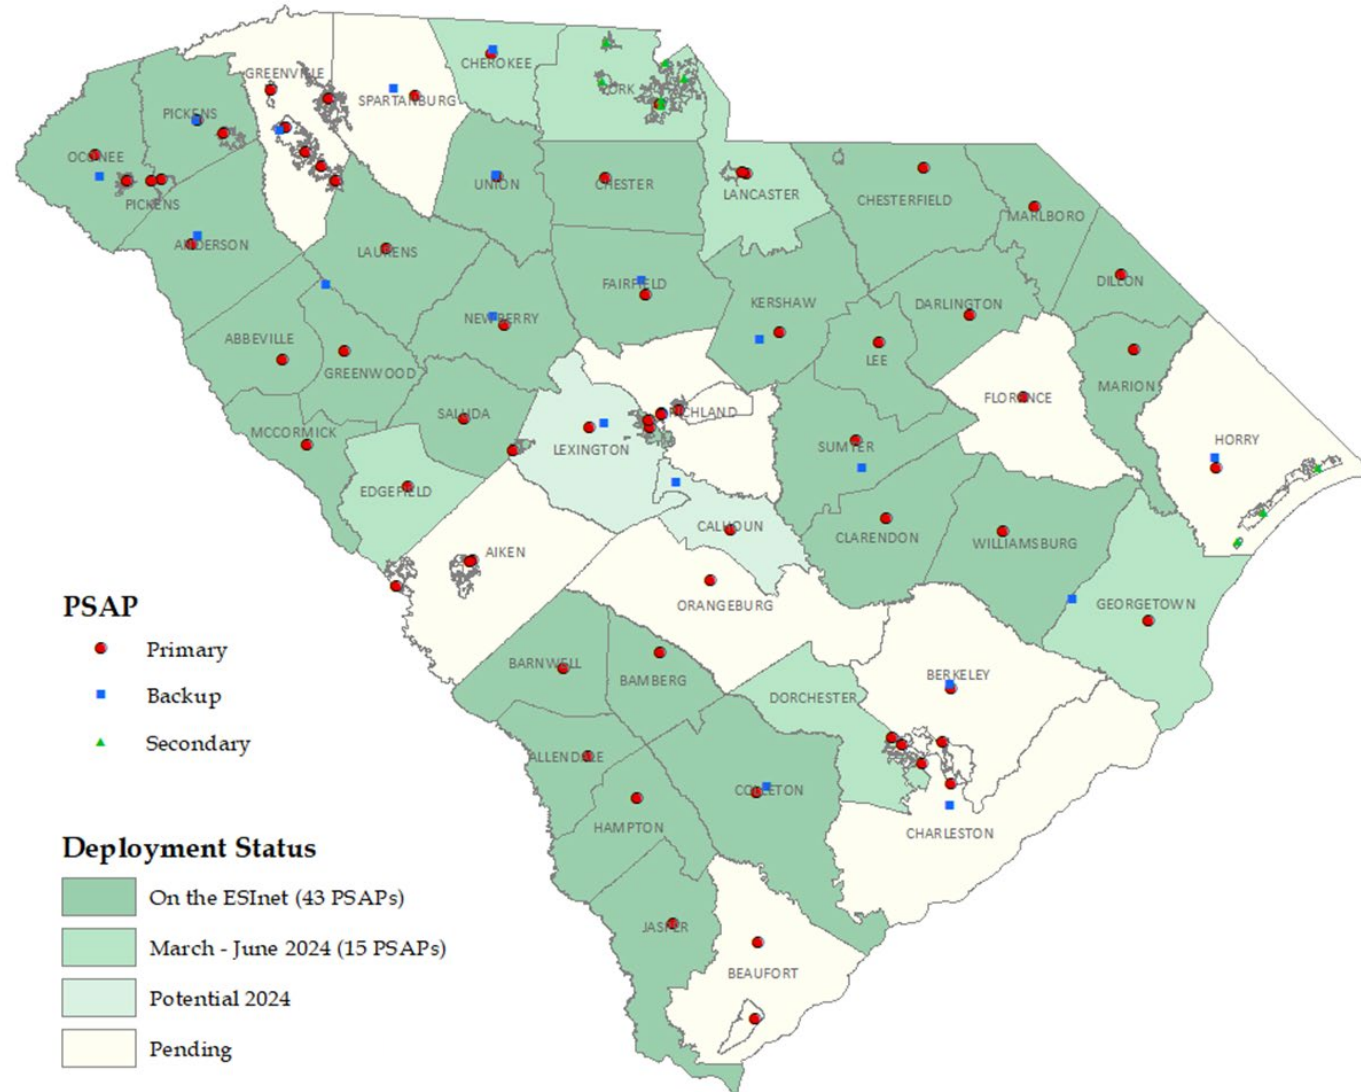 CHEROKEE
GREENVILLE
YORK
SPARTANBURG
PICKENS
OCONEE
UNION
CHESTER
LANCASTER
CHESTERFIELD
PICKENS
MARLBORO
ANDERSON
LAURENS
FAIRFIELD
DILLON
KERSHAW
DARLINGTON
NEWBERRY
ABBEVILLE
LEE
GREENWOOD
MARION
FLORENCE
SALUDA
RICHLAND
MCCORMICK
HORRY
SUMTER
LEXINGTON
EDGEFIELD
CALHOUN
CLARENDON
WILLIAMSBURG
AIKEN
GEORGETOWN
ORANGEBURG
BARNWELL
BERKELEY
BAMBERG
DORCHESTER
ALLENDALE
COLLETON
HAMPTON
CHARLESTON
JASPER
BEAUFORT
PSAP
Primary
Backup
Secondary
Deployment Status
On the ESInet (43 PSAPs)
March - June 2024 (15 PSAPs)
Potential 2024
Pending